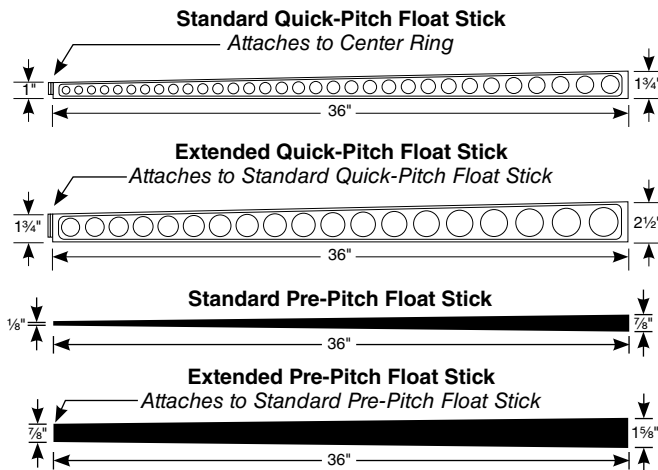 Standard Quick-Pitch Float Stick
Attaches to Center Ring
1"
1¾"
36"
Extended Quick-Pitch Float Stick
Attaches to Standard Quick-Pitch Float Stick
1¾"
2½"
36"
Standard Pre-Pitch Float Stick
⅛"
⅞"
36"
Extended Pre-Pitch Float Stick
Attaches to Standard Pre-Pitch Float Stick
⅞"
1⅝"
36"